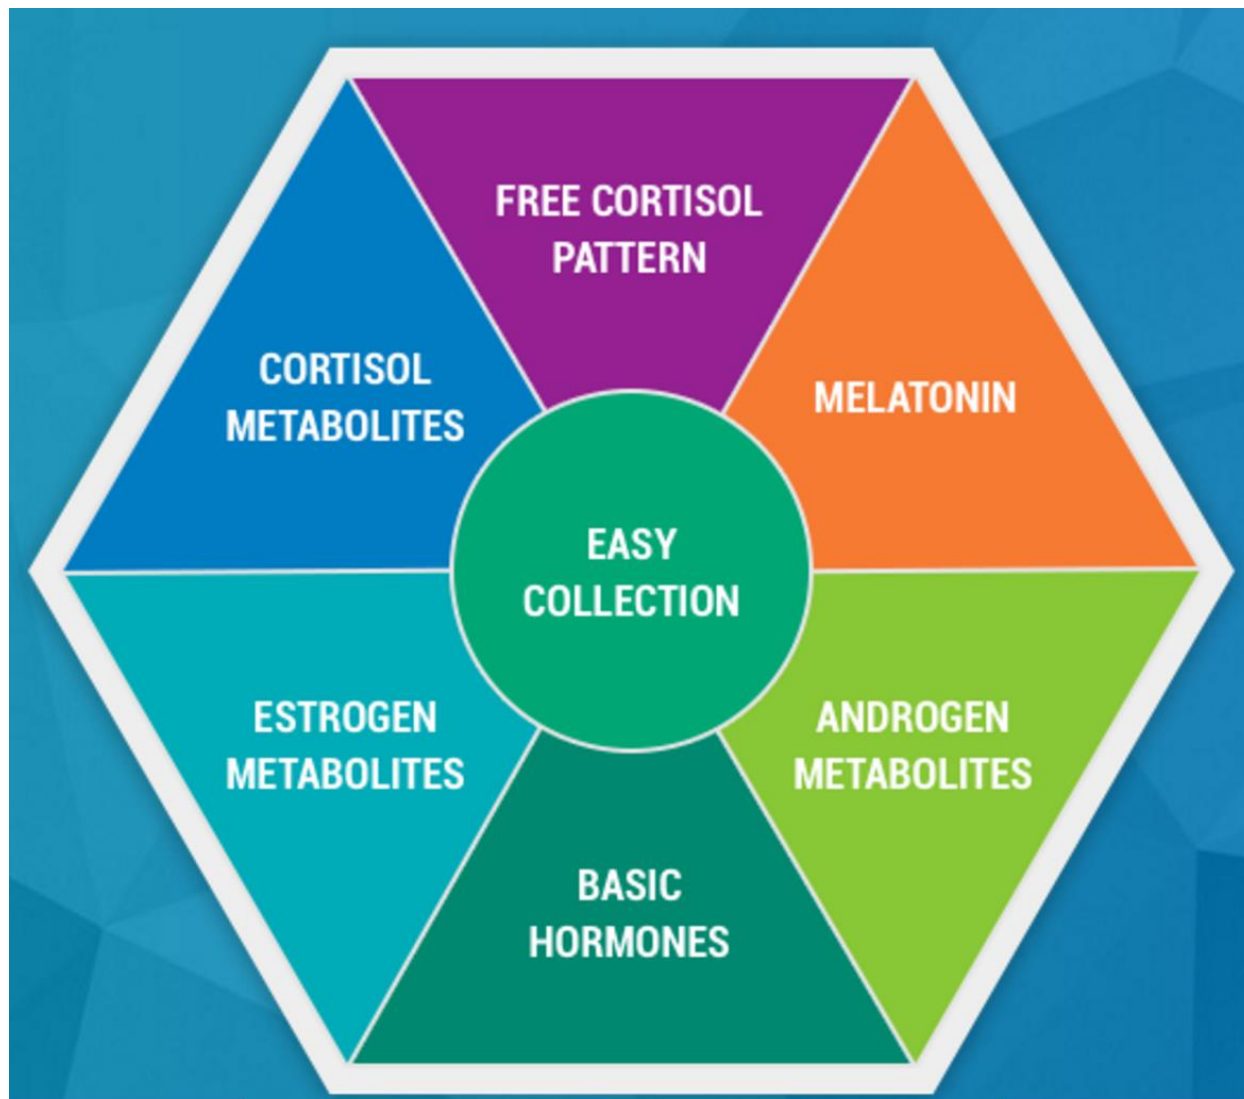 FREE CORTISOL
PATTERN
CORTISOL
METABOLITES
MELATONIN
EASY
COLLECTION
ESTROGEN
METABOLITES
ANDROGEN
METABOLITES
BASIC
HORMONES